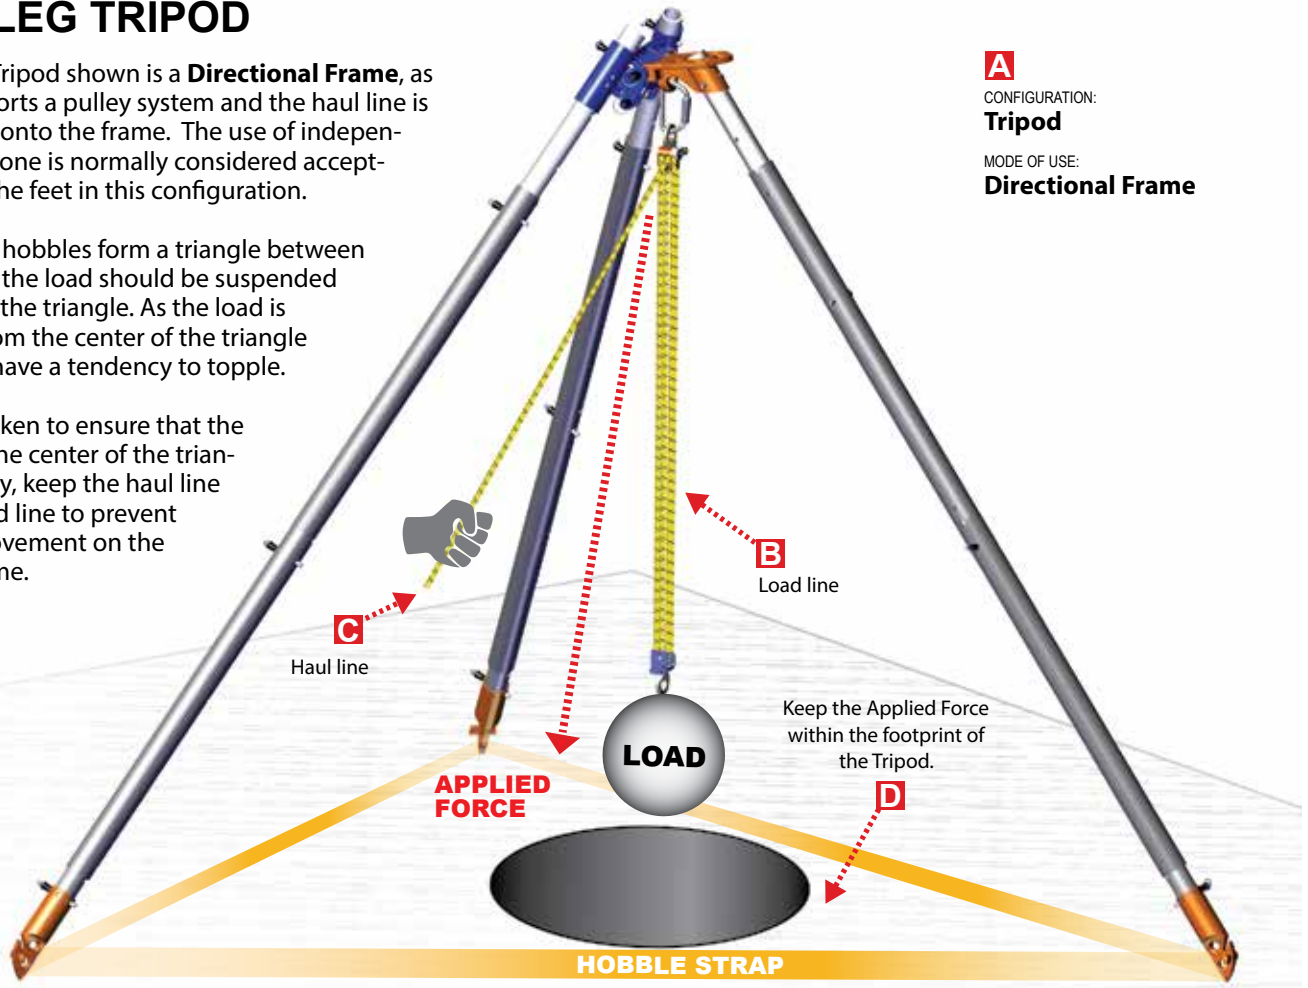 LEG TRIPOD
Tripod shown is a Directional Frame, as
orts a pulley system and the haul line is
onto the frame. The use of indepen-
one is normally considered accept-
he feet in this configuration.
hobbles form a triangle between
the load should be suspended
the triangle. As the load is
om the center of the triangle
have a tendency to topple.
ken to ensure that the
he center of the trian-
y, keep the haul line
d line to prevent
ovement on the
me.
A
CONFIGURATION:
Tripod
MODE OF USE:
Directional Frame
B
Load line
C
Haul line
Keep the Applied Force
within the footprint of
the Tripod.
D
LOAD
APPLIED
FORCE
HOBBLE STRAP